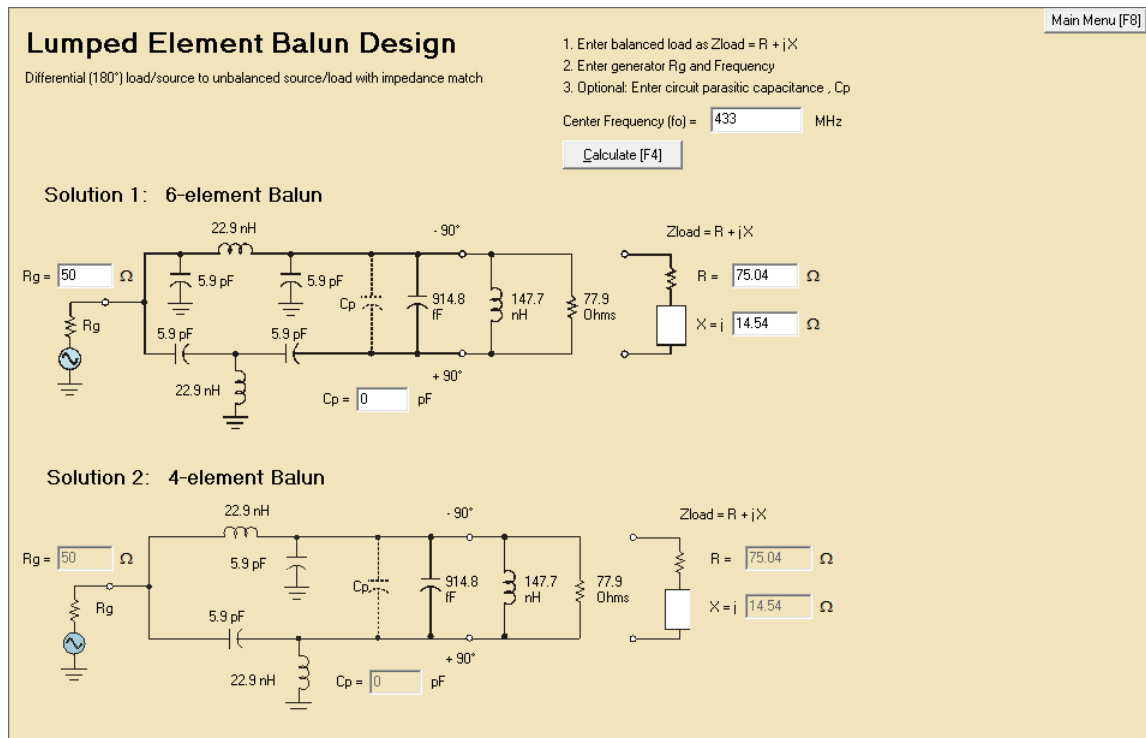 Main Menu [F8]
Lumped Element Balun Design
Differential (180°) load/source to unbalanced source/load with impedance match
1. Enter balanced load as Zload = R + jX
2. Enter generator Rg and Frequency
3. Optional: Enter circuit parasitic capacitance , Cp
Center Frequency (fo) = 433 MHz
Calculate [F4]
Solution 1: 6-element Balun
22.9 nH
- 90°
Zload = R + jX
Rg = 50 Ω
5.9 pF
5.9 pF
Cp
914.8 fF
147.7 nH
77.9 Ohms
R = 75.04 Ω
X = j 14.54 Ω
Rg
5.9 pF
5.9 pF
22.9 nH
+ 90°
Cp = 0 pF
Solution 2: 4-element Balun
22.9 nH
- 90°
Zload = R + jX
Rg = 50 Ω
5.9 pF
Cp
914.8 fF
147.7 nH
77.9 Ohms
R = 75.04 Ω
X = j 14.54 Ω
Rg
5.9 pF
22.9 nH
+ 90°
Cp = 0 pF